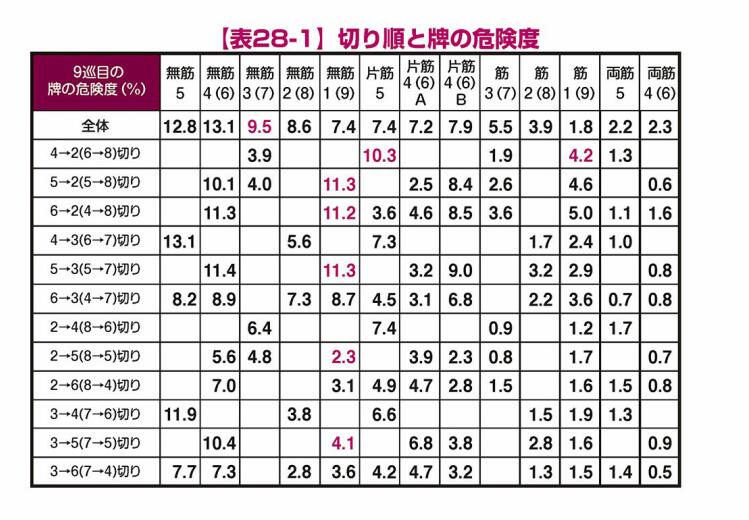 【表28-1】切り順と牌の危険度
9巡目の牌の危険度(%) 無筋5 無筋4(6) 無筋3(7) 無筋2(8) 無筋1(9) 片筋5 片筋4(6)A 片筋4(6)B 筋3(7) 筋2(8) 筋1(9) 両筋5 両筋4(6)
全体 12.8 13.1 9.5 8.6 7.4 7.4 7.2 7.9 5.5 3.9 1.8 2.2 2.3
4→2(6→8)切り 3.9 10.3 1.9 4.2 1.3
5→2(5→8)切り 10.1 4.0 11.3 2.5 8.4 2.6 4.6 0.6
6→2(4→8)切り 11.3 11.2 3.6 4.6 8.5 3.6 5.0 1.1 1.6
4→3(6→7)切り 13.1 5.6 7.3 1.7 2.4 1.0
5→3(5→7)切り 11.4 11.3 3.2 9.0 3.2 2.9 0.8
6→3(4→7)切り 8.2 8.9 7.3 8.7 4.5 3.1 6.8 2.2 3.6 0.7 0.8
2→4(8→6)切り 6.4 7.4 0.9 1.2 1.7
2→5(8→5)切り 5.6 4.8 2.3 3.9 2.3 0.8 1.7 0.7
2→6(8→4)切り 7.0 3.1 4.9 4.7 2.8 1.5 1.6 1.5 0.8
3→4(7→6)切り 11.9 3.8 6.6 1.5 1.9 1.3
3→5(7→5)切り 10.4 4.1 6.8 3.8 2.8 1.6 0.9
3→6(7→4)切り 7.7 7.3 2.8 3.6 4.2 4.7 3.2 1.3 1.5 1.4 0.5